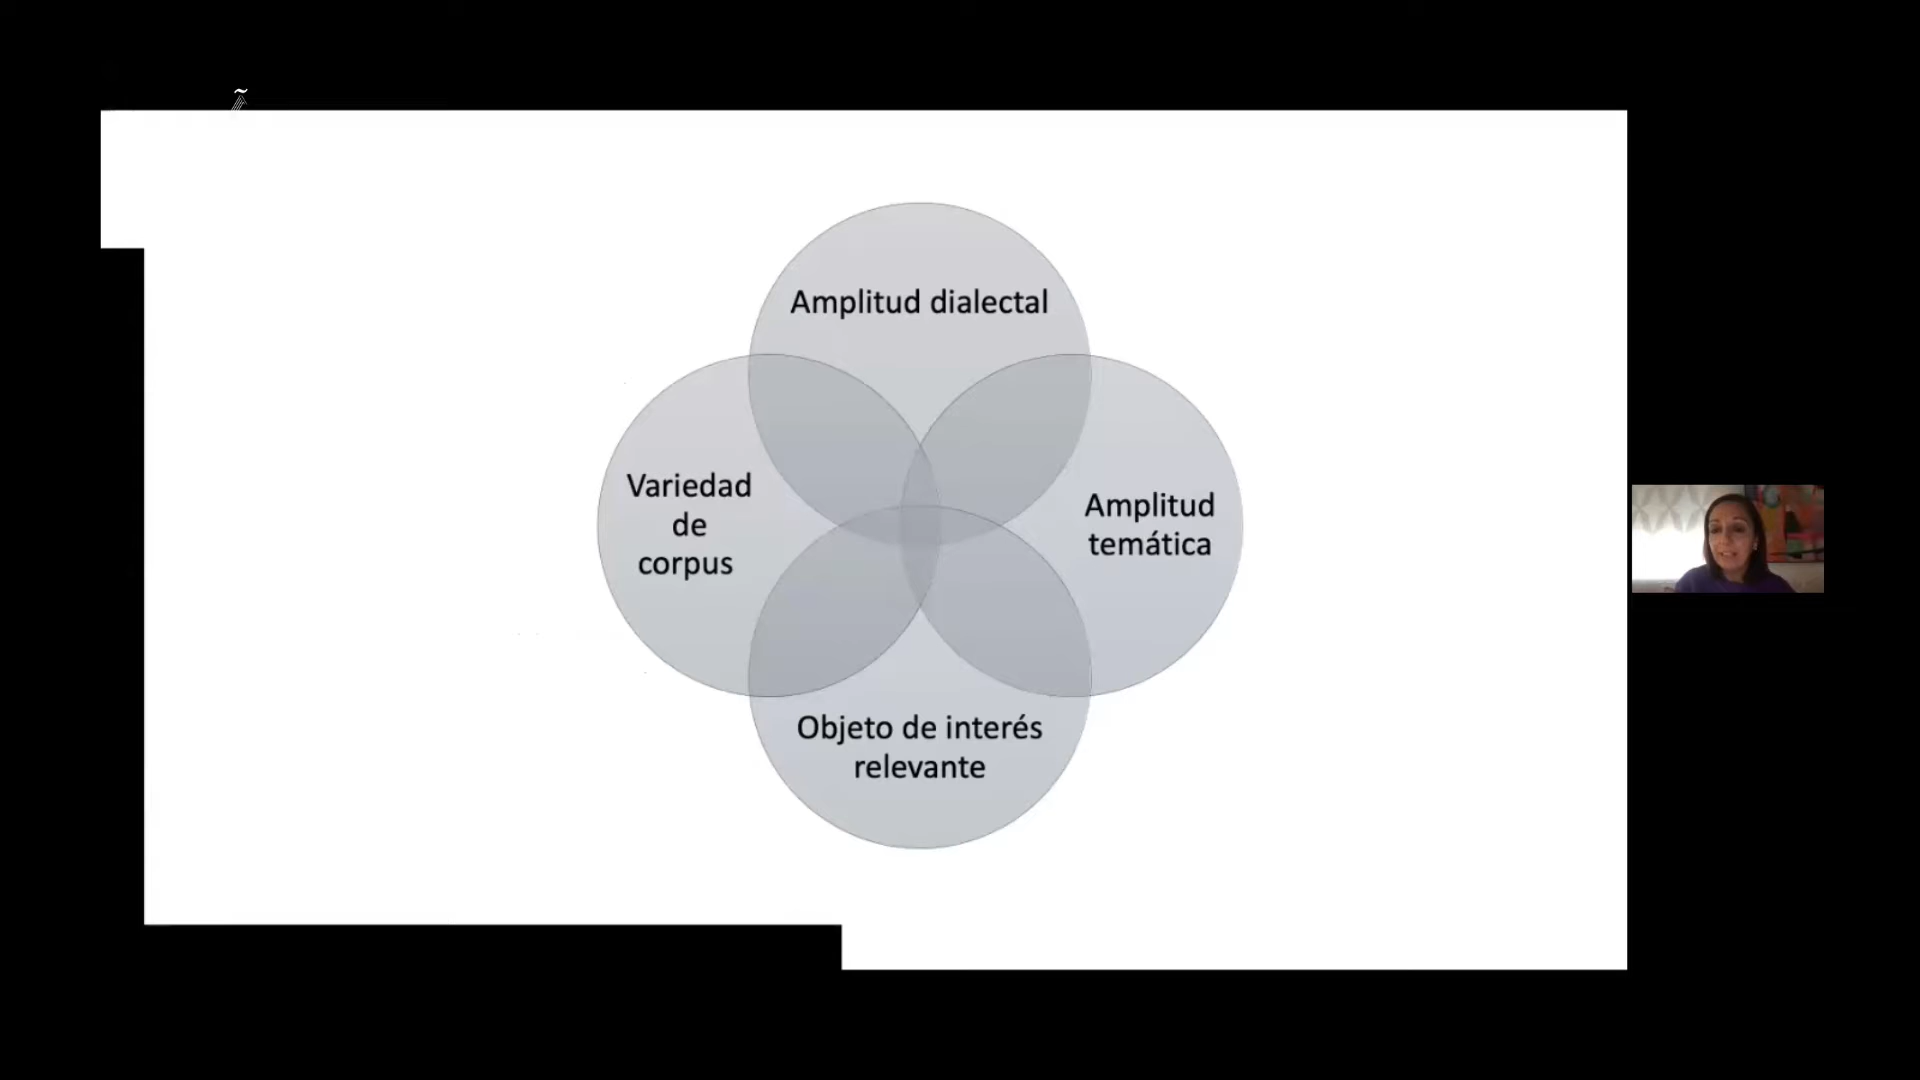 Amplitud dialectal
Variedad
de
corpus
Amplitud
temática
Objeto de interés
relevante